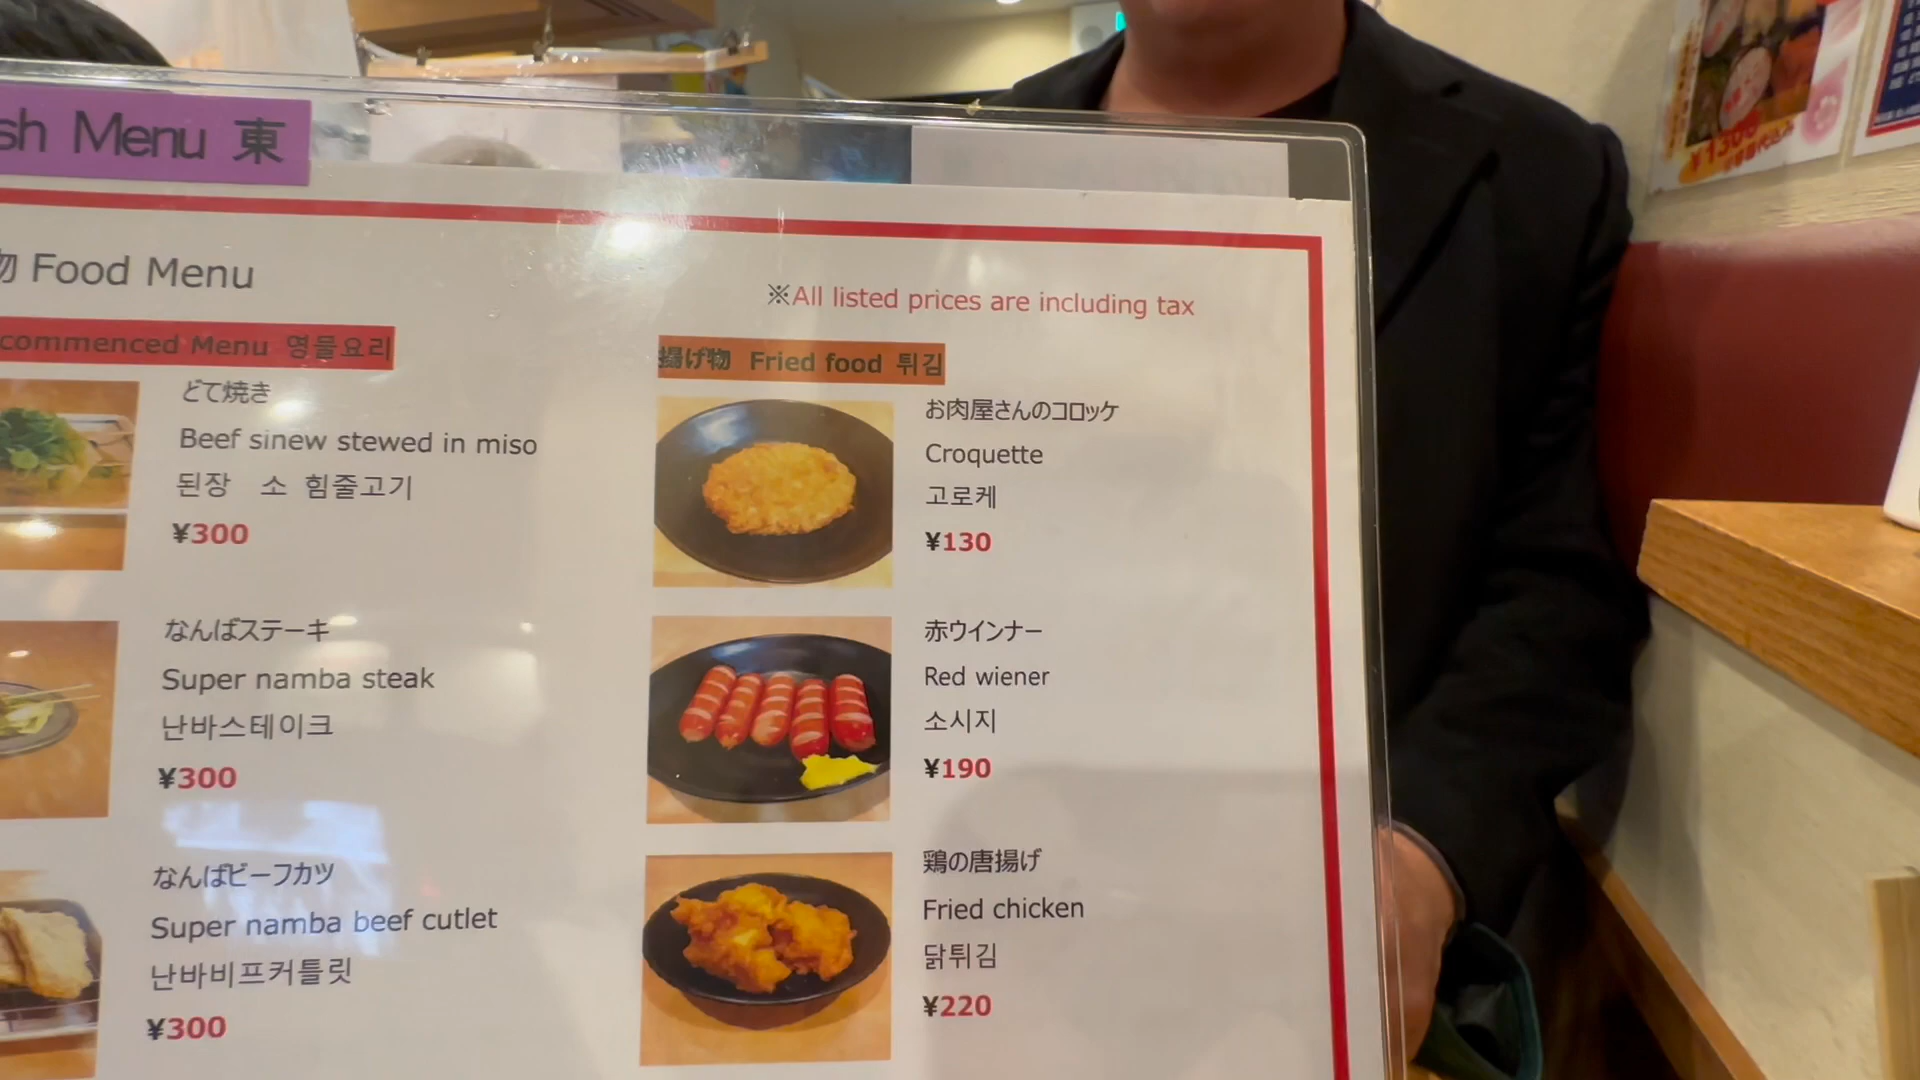 sh Menu 東
物 Food Menu
※All listed prices are including tax
commenced Menu 명물요리
どて焼き
Beef sinew stewed in miso
된장 소 힘줄고기
¥300
なんばステーキ
Super namba steak
난바스테이크
¥300
なんばビーフカツ
Super namba beef cutlet
난바비프커틀릿
¥300
揚げ物 Fried food 튀김
お肉屋さんのコロッケ
Croquette
고로케
¥130
赤ウインナー
Red wiener
소시지
¥190
鶏の唐揚げ
Fried chicken
닭튀김
¥220